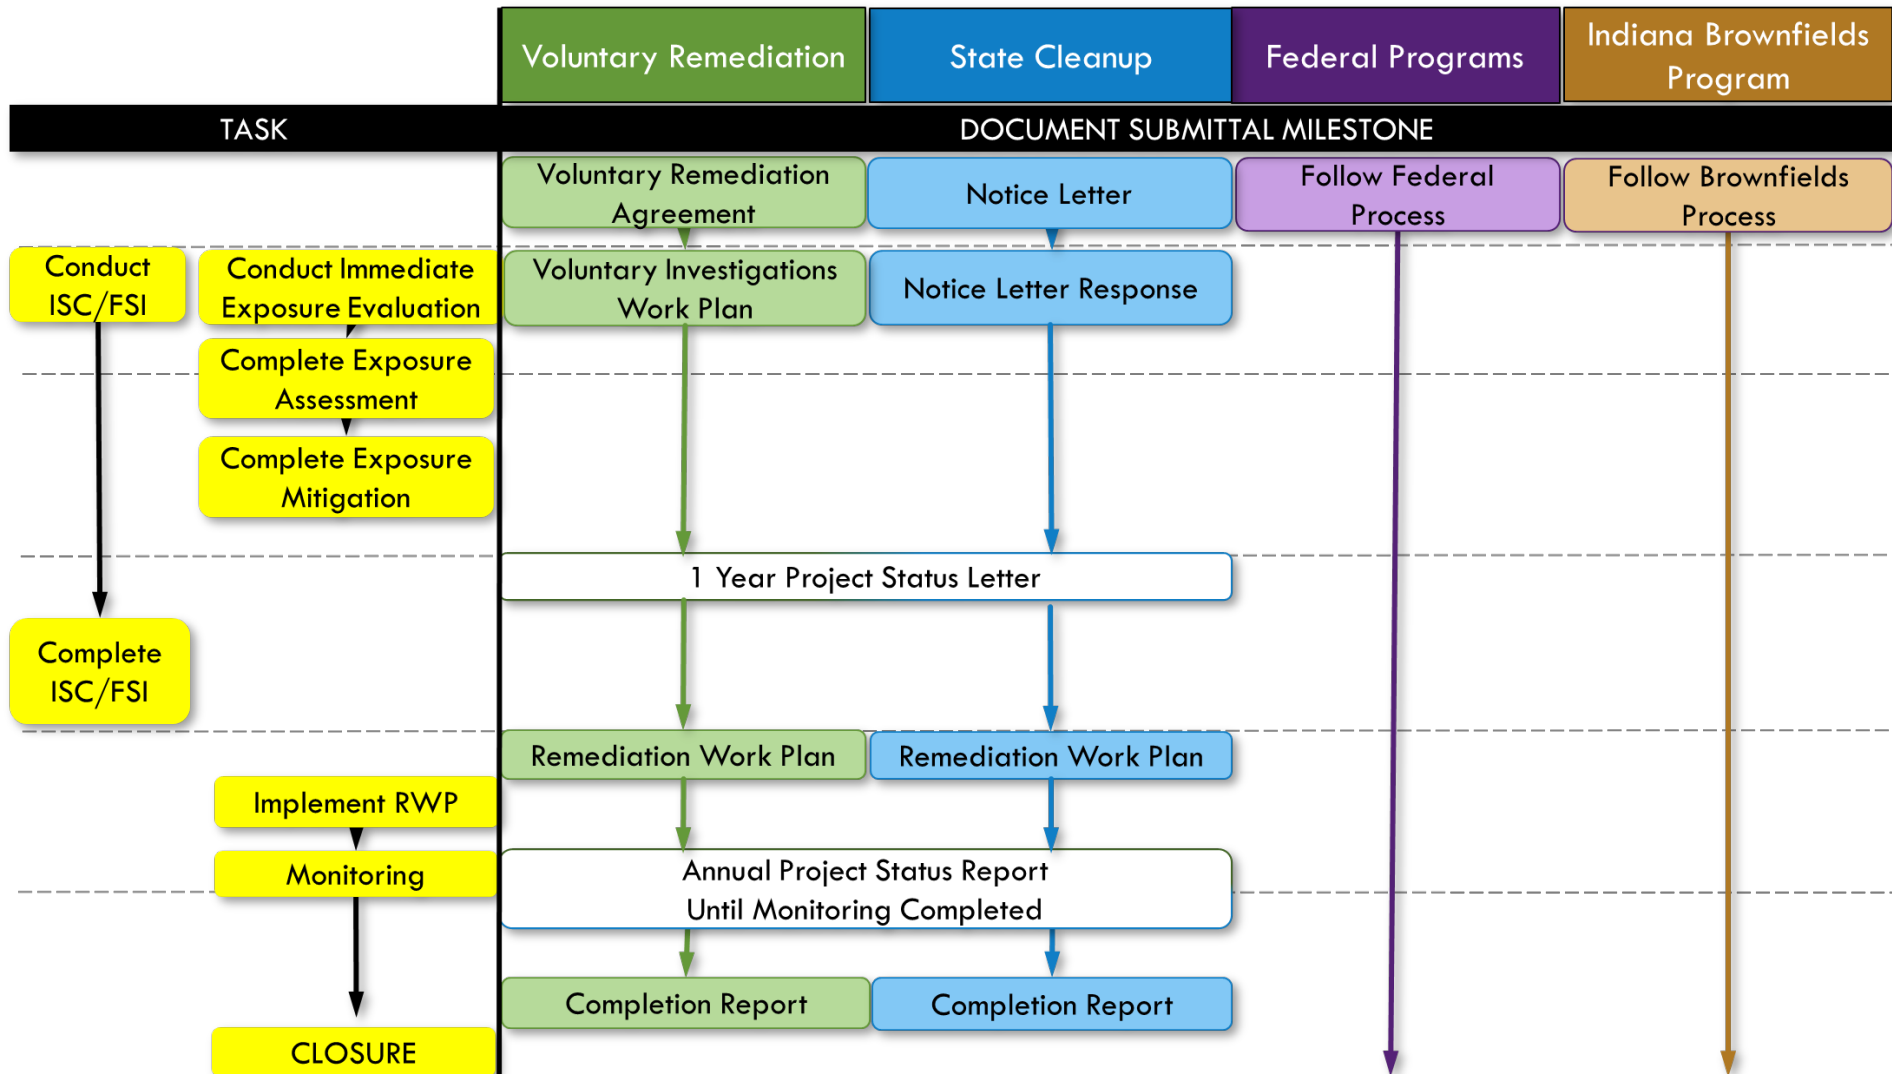 Voluntary Remediation
State Cleanup
Federal Programs
Indiana Brownfields
Program
TASK
DOCUMENT SUBMITTAL MILESTONE
Voluntary Remediation
Agreement
Notice Letter
Follow Federal
Process
Follow Brownfields
Process
Conduct
ISC/FSI
Conduct Immediate
Exposure Evaluation
Voluntary Investigations
Work Plan
Notice Letter Response
Complete Exposure
Assessment
Complete Exposure
Mitigation
1 Year Project Status Letter
Complete
ISC/FSI
Remediation Work Plan
Remediation Work Plan
Implement RWP
Monitoring
Annual Project Status Report
Until Monitoring Completed
Completion Report
Completion Report
CLOSURE